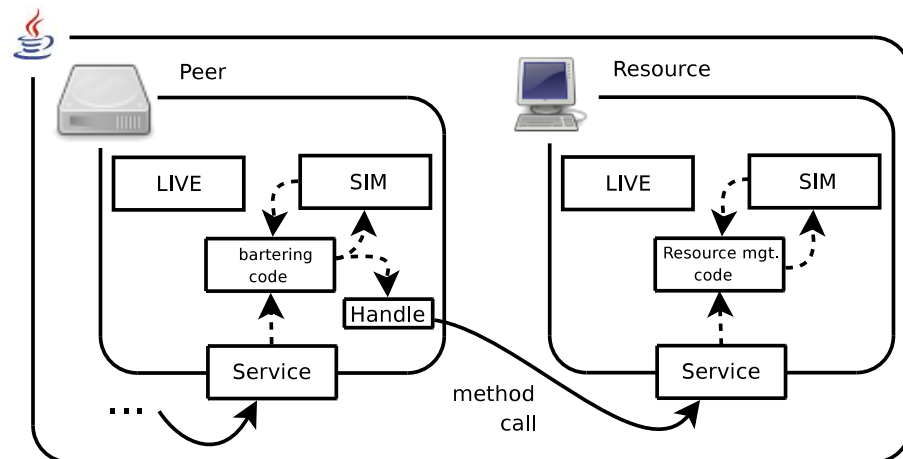 Peer
Resource
LIVE
SIM
LIVE
SIM
bartering
code
Resource mgt.
code
Handle
Service
Service
...
method
call